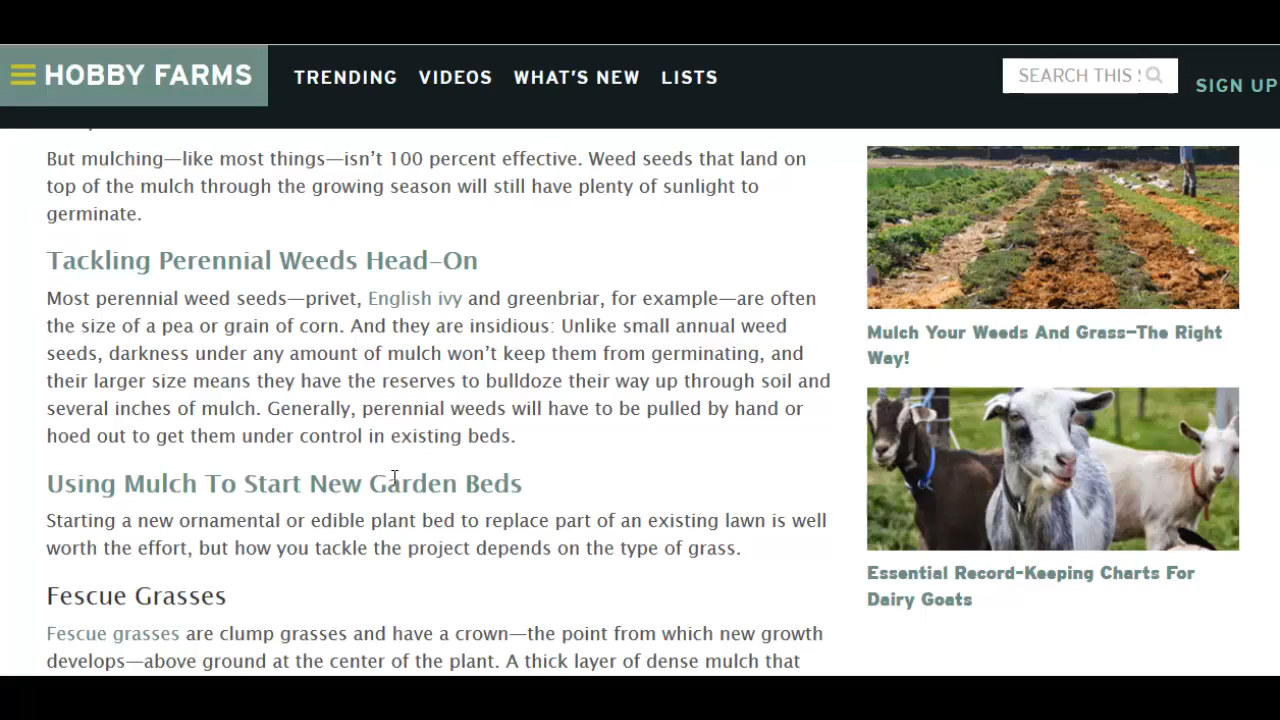 HOBBY FARMS
TRENDING VIDEOS WHAT'S NEW LISTS
SEARCH THIS
SIGN UP
But mulching—like most things—isn't 100 percent effective. Weed seeds that land on
top of the mulch through the growing season will still have plenty of sunlight to
germinate.
Tackling Perennial Weeds Head-On
Most perennial weed seeds—privet, English ivy and greenbriar, for example—are often
the size of a pea or grain of corn. And they are insidious: Unlike small annual weed
seeds, darkness under any amount of mulch won't keep them from germinating, and
their larger size means they have the reserves to bulldoze their way up through soil and
several inches of mulch. Generally, perennial weeds will have to be pulled by hand or
hoed out to get them under control in existing beds.
Using Mulch To Start New Garden Beds
Starting a new ornamental or edible plant bed to replace part of an existing lawn is well
worth the effort, but how you tackle the project depends on the type of grass.
Fescue Grasses
Fescue grasses are clump grasses and have a crown—the point from which new growth
develops—above ground at the center of the plant. A thick layer of dense mulch that
Mulch Your Weeds And Grass—The Right
Way!
Essential Record-Keeping Charts For
Dairy Goats